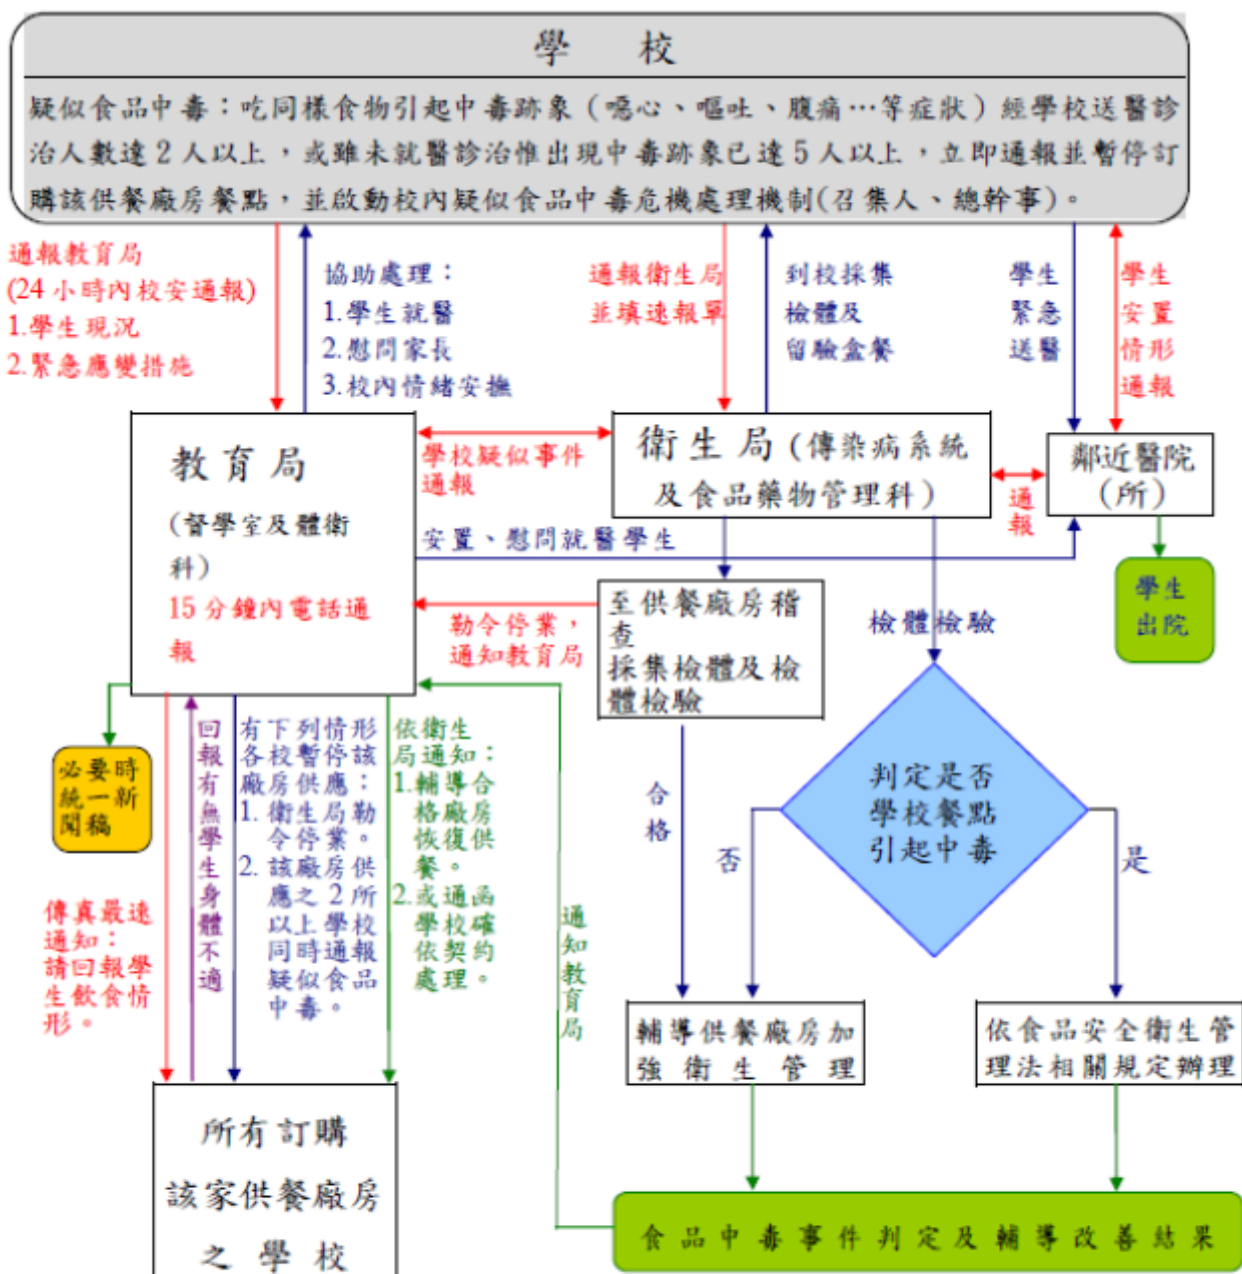 學 校
疑似食品中毒：吃同樣食物引起中毒跡象（噁心、嘔吐、腹痛…等症狀）經學校送醫診
治人數達2人以上，或雖未就醫診治惟出現中毒跡象已達5人以上，立即通報並暫停訂
購該供餐廠房餐點，並啟動校內疑似食品中毒危機處理機制(召集人、總幹事)。
通報教育局
(24小時內校安通報)
1.學生現況
2.緊急應變措施
協助處理：
1.學生就醫
2.慰問家長
3.校內情緒安撫
通報衛生局
並填速報單
到校採集
檢體及
留驗盒餐
學生
緊急
送醫
學生
安置
情形
通報
教育局
(督學室及體衛
科)
15分鐘內電話通
報
學校疑似事件
通報
衛生局(傳染病系統
及食品藥物管理科)
通報
鄰近醫院
(所)
安置、慰問就醫學生
學生
出院
勒令停業，
通知教育局
至供餐廠房稽
查
採集檢體及檢
體檢驗
檢體檢驗
必要時
統一新
聞稿
傳真最速
通知：
請回報學
生飲食情
形。
回報有無學生身體不適
有下列情形
各校暫停該
廠房供應：
1. 衛生局勒
令停業。
2. 該廠房供
應之2所
以上學校
同時通報
疑似食品
中毒。
依衛生
局通知：
1.輔導合
格廠房
恢復供
餐。
2.或通函
學校確
依契約
處理。
通知教育局
合格
判定是否
學校餐點
引起中毒
否
是
輔導供餐廠房加
強衛生管理
依食品安全衛生管
理法相關規定辦理
所有訂購
該家供餐廠房
之學校
食品中毒事件判定及輔導改善結果